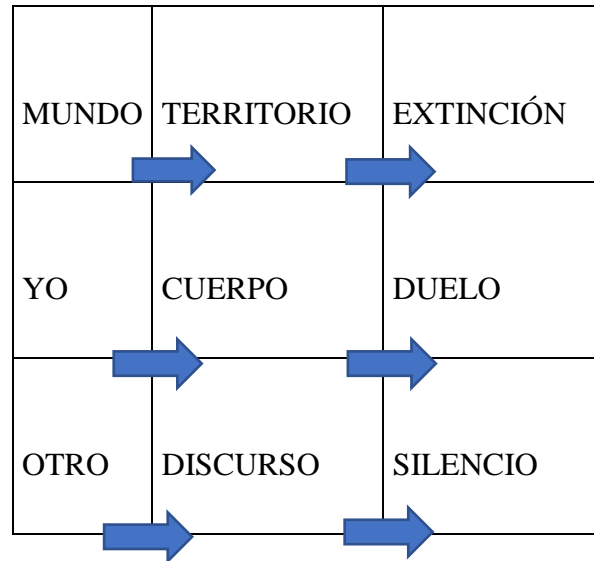 MUNDO TERRITORIO EXTINCIÓN
YO CUERPO DUELO
OTRO DISCURSO SILENCIO